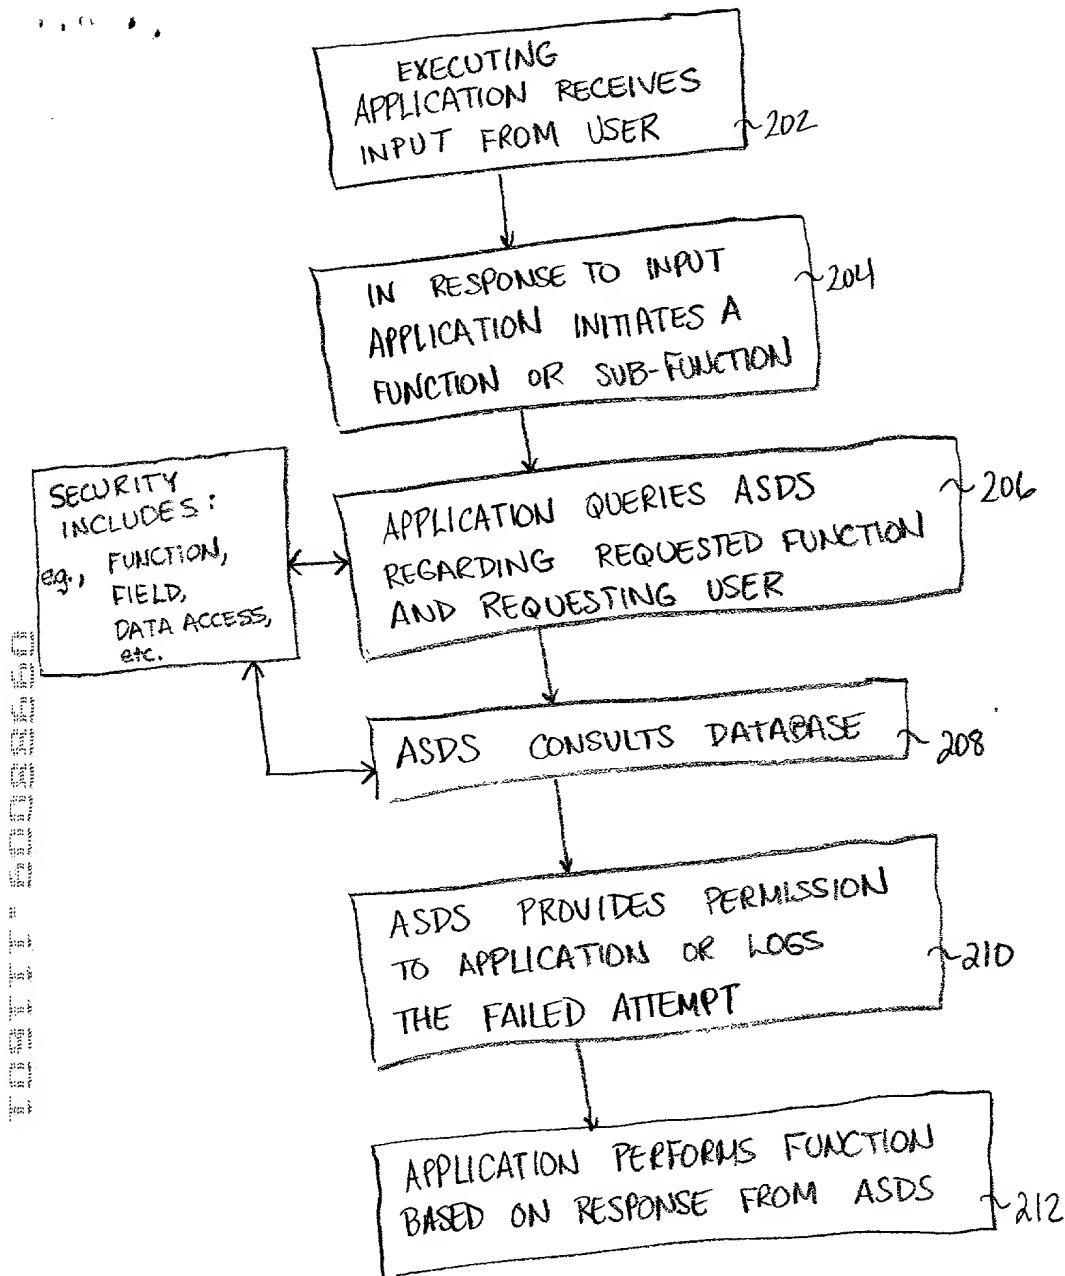 EXECUTING
APPLICATION RECEIVES
INPUT FROM USER
202
IN RESPONSE TO INPUT
APPLICATION INITIATES A
FUNCTION OR SUB-FUNCTION
204
SECURITY
INCLUDES:
e.g., FUNCTION,
FIELD,
DATA ACCESS,
etc.
APPLICATION QUERIES ASDS
REGARDING REQUESTED FUNCTION
AND REQUESTING USER
206
ASDS CONSULTS DATABASE
208
ASDS PROVIDES PERMISSION
TO APPLICATION OR LOGS
THE FAILED ATTEMPT
210
APPLICATION PERFORMS FUNCTION
BASED ON RESPONSE FROM ASDS
212